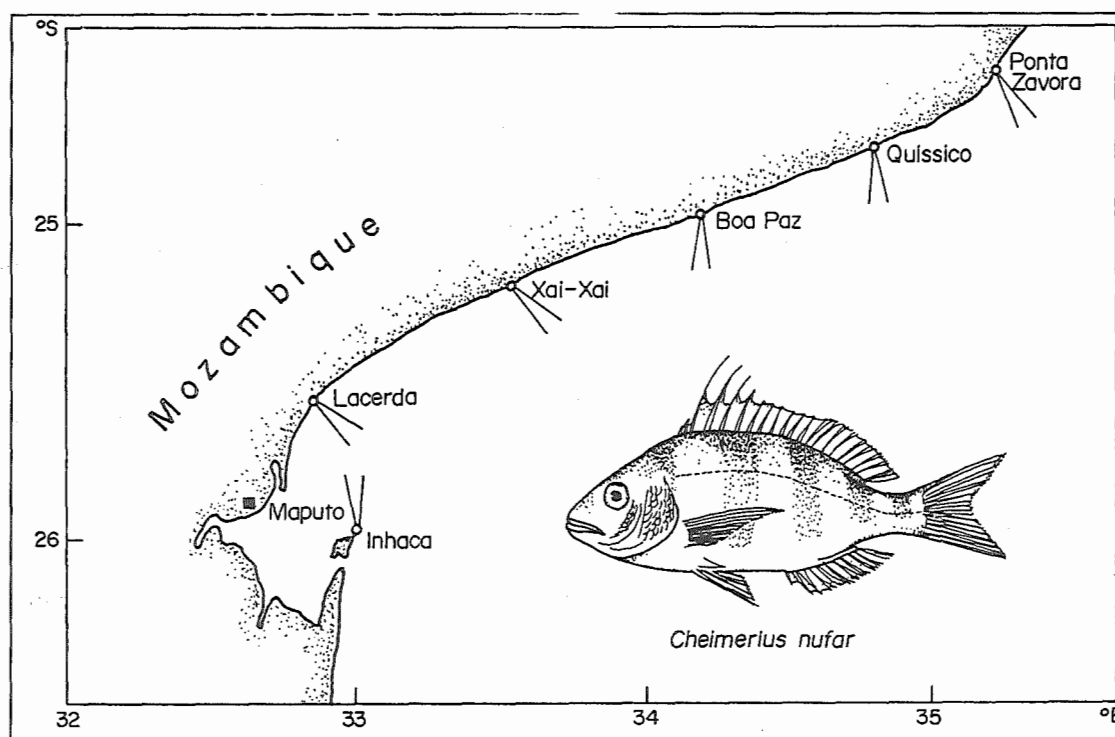 °S
Ponta
Zavora
Quissico
25
Boa Paz
Mozambique
Xai-Xai
Lacerda
Maputo
26
Inhaca
Cheimerius nufar
32
33
34
35
°E